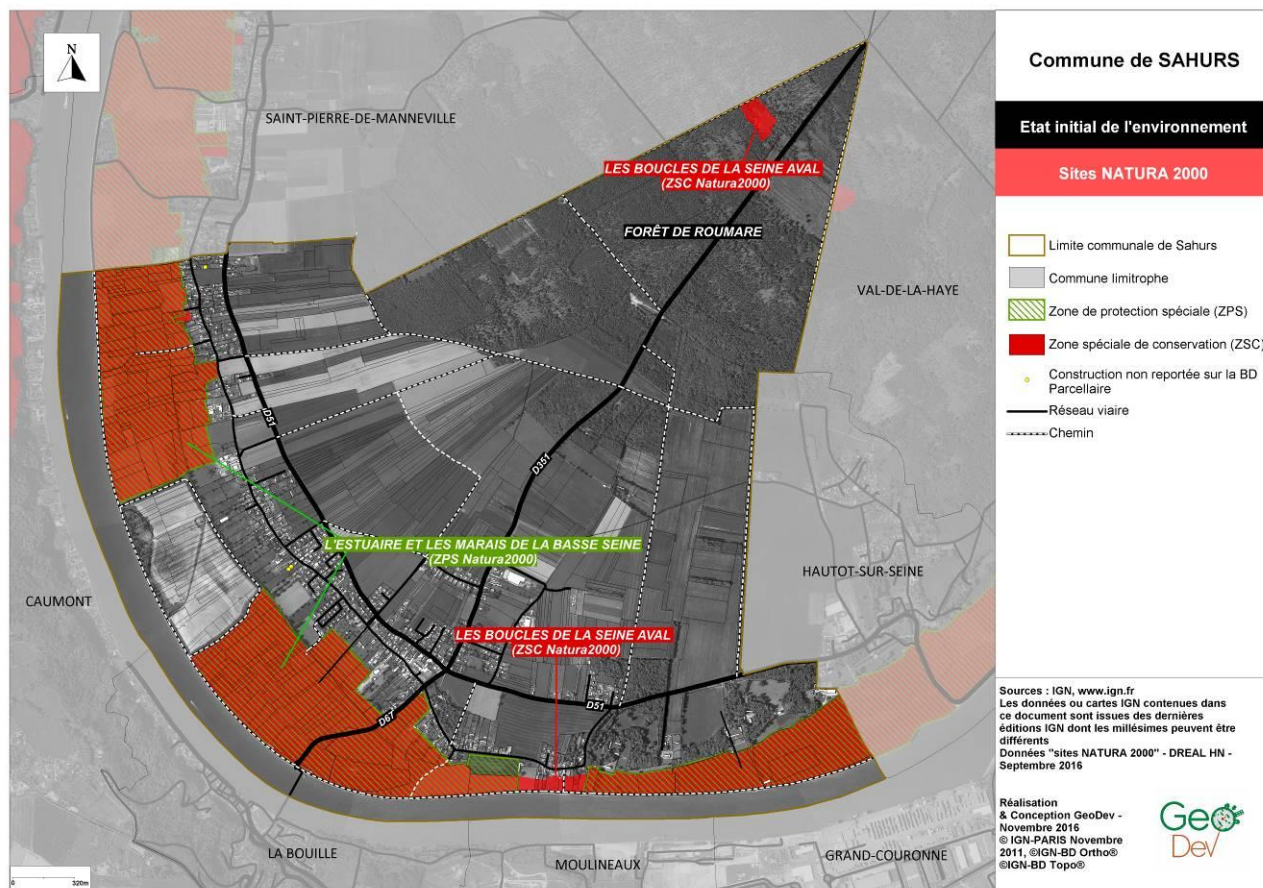 N
SAINT-PIERRE-DE-MANNEVILLE
LES BOUCLES DE LA SEINE AVAL
(ZSC Natura2000)
FORÊT DE ROUMARE
VAL-DE-LA-HAYE
D51
D351
L'ESTUAIRE ET LES MARAIS DE LA BASSE SEINE
(ZPS Natura2000)
HAUTOT-SUR-SEINE
CAUMONT
LES BOUCLES DE LA SEINE AVAL
(ZSC Natura2000)
D51
D67
LA BOUILLE
MOULINEAUX
GRAND-COURONNE
0 320m
Commune de SAHURS
Etat initial de l'environnement
Sites NATURA 2000
Limite communale de Sahurs
Commune limitrophe
Zone de protection spéciale (ZPS)
Zone spéciale de conservation (ZSC)
Construction non reportée sur la BD
Parcellaire
Réseau viaire
Chemin
Sources : IGN, www.ign.fr
Les données ou cartes IGN contenues dans
ce document sont issues des dernières
éditions IGN dont les millésimes peuvent être
différents
Données "sites NATURA 2000" - DREAL HN -
Septembre 2016
Réalisation
& Conception GeoDev -
Novembre 2016
© IGN-PARIS Novembre
2011, ©IGN-BD Ortho®
©IGN-BD Topo®
Geo
Dev